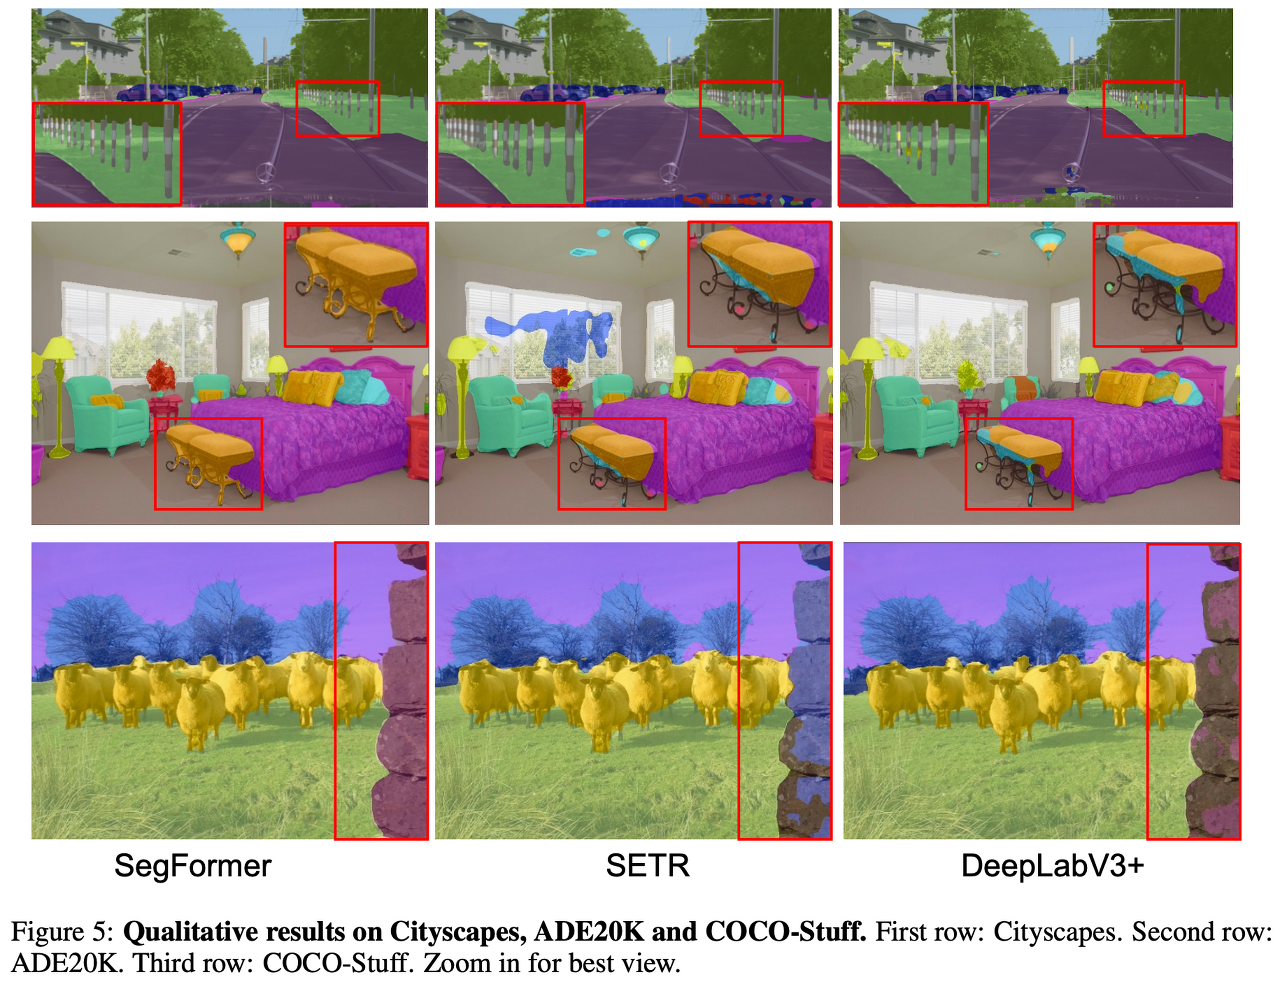 SegFormer SETR DeepLabV3+
Figure 5: Qualitative results on Cityscapes, ADE20K and COCO-Stuff. First row: Cityscapes. Second row:
ADE20K. Third row: COCO-Stuff. Zoom in for best view.